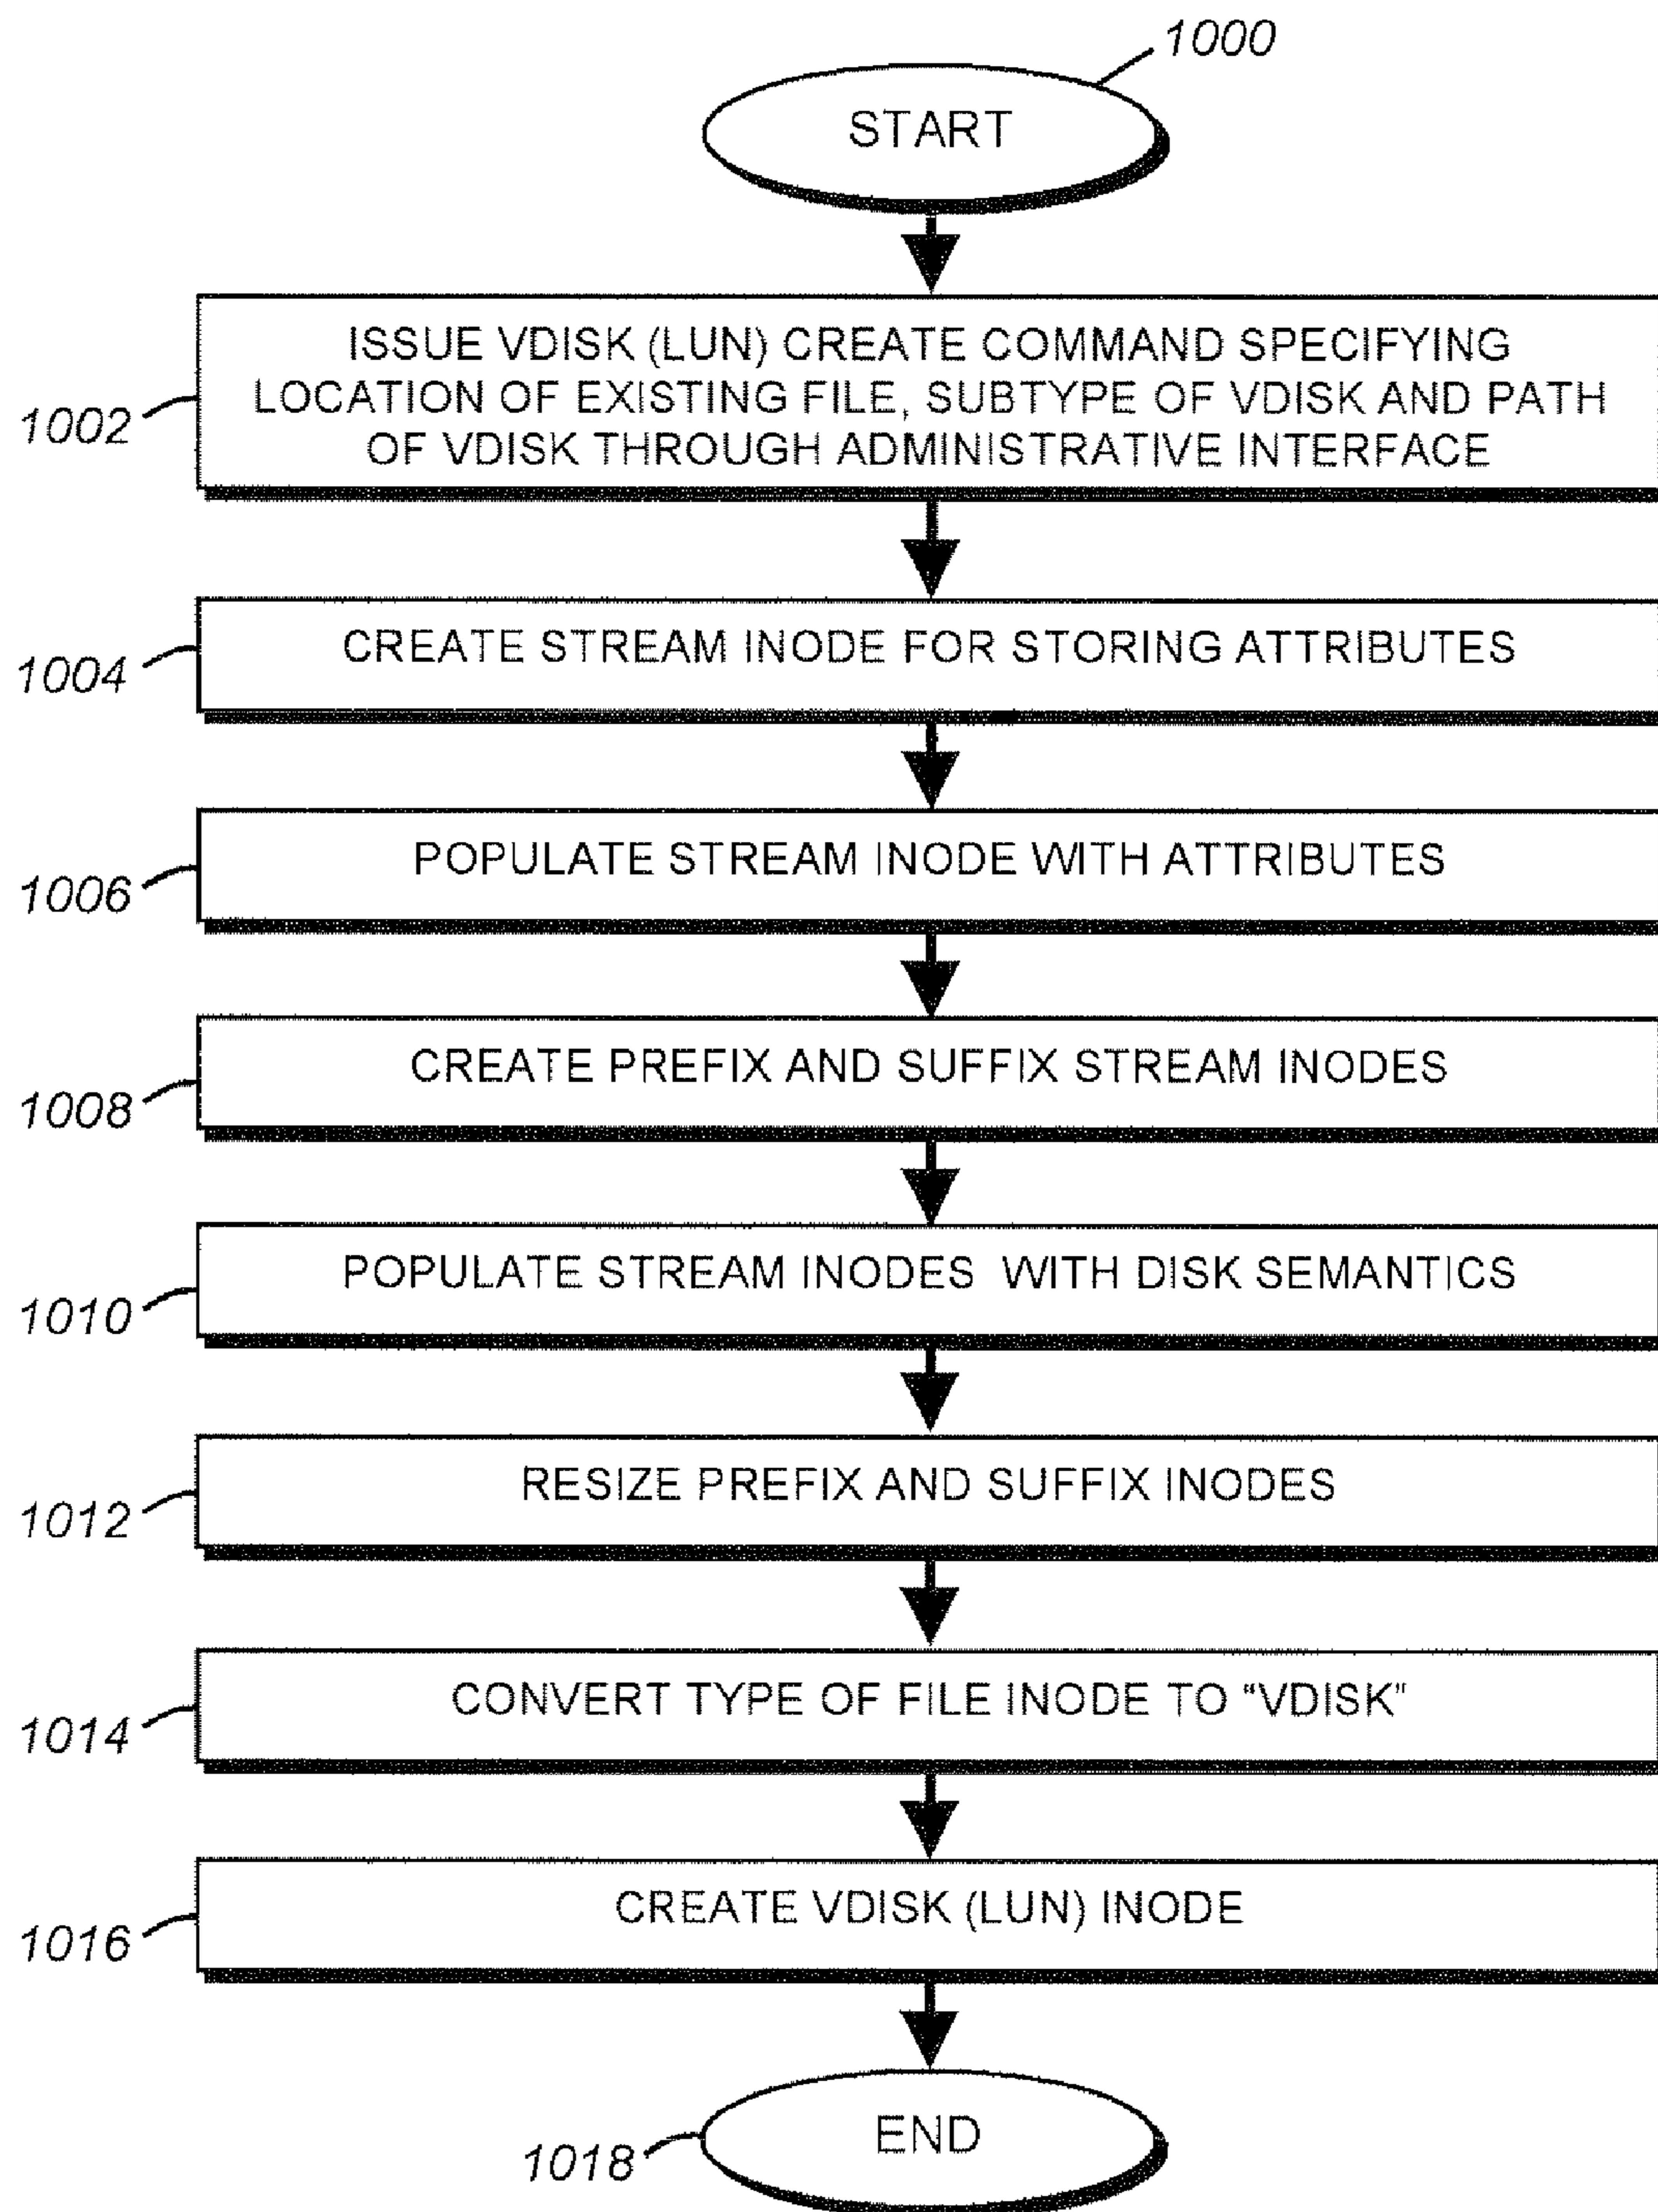 1000
START
1002
ISSUE VDISK (LUN) CREATE COMMAND SPECIFYING
LOCATION OF EXISTING FILE, SUBTYPE OF VDISK AND PATH
OF VDISK THROUGH ADMINISTRATIVE INTERFACE
1004
CREATE STREAM INODE FOR STORING ATTRIBUTES
1006
POPULATE STREAM INODE WITH ATTRIBUTES
1008
CREATE PREFIX AND SUFFIX STREAM INODES
1010
POPULATE STREAM INODES WITH DISK SEMANTICS
1012
RESIZE PREFIX AND SUFFIX INODES
1014
CONVERT TYPE OF FILE INODE TO “VDISK”
1016
CREATE VDISK (LUN) INODE
1018
END